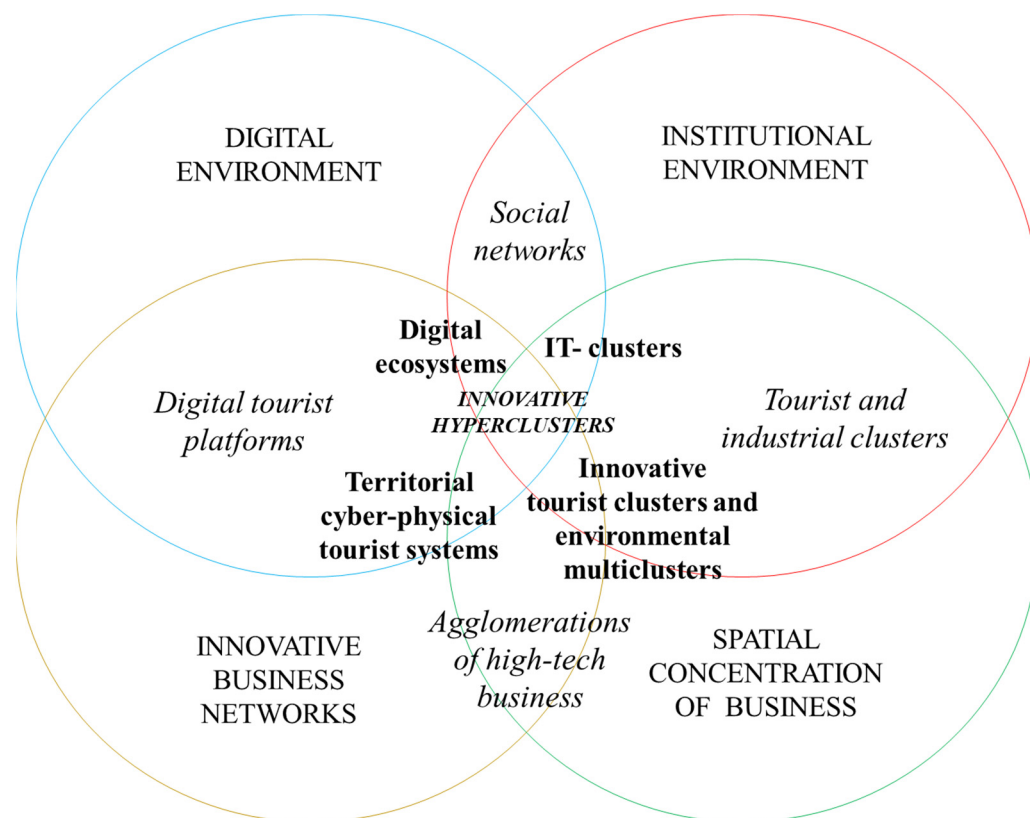 DIGITAL
ENVIRONMENT
INSTITUTIONAL
ENVIRONMENT
Social
networks
Digital
ecosystems
IT- clusters
Digital tourist
platforms
INNOVATIVE
HYPERCLUSTERS
Tourist and
industrial clusters
Territorial
cyber-physical
tourist systems
Innovative
tourist clusters and
environmental
multiclusters
Agglomerations
of high-tech
business
INNOVATIVE
BUSINESS
NETWORKS
SPATIAL
CONCENTRATION
OF BUSINESS